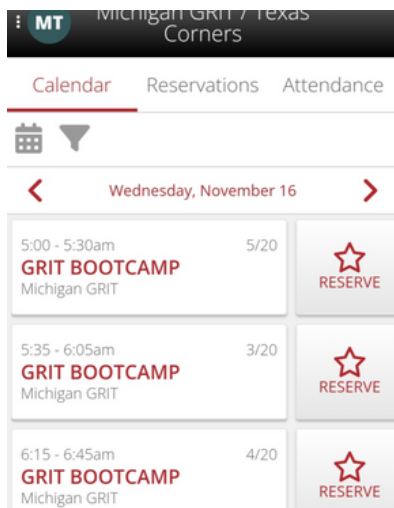 MT
Michigan GRIT / Texas
Corners
Calendar Reservations Attendance
Wednesday, November 16
5:00 - 5:30am 5/20
GRIT BOOTCAMP
Michigan GRIT
RESERVE
5:35 - 6:05am 3/20
GRIT BOOTCAMP
Michigan GRIT
RESERVE
6:15 - 6:45am 4/20
GRIT BOOTCAMP
Michigan GRIT
RESERVE